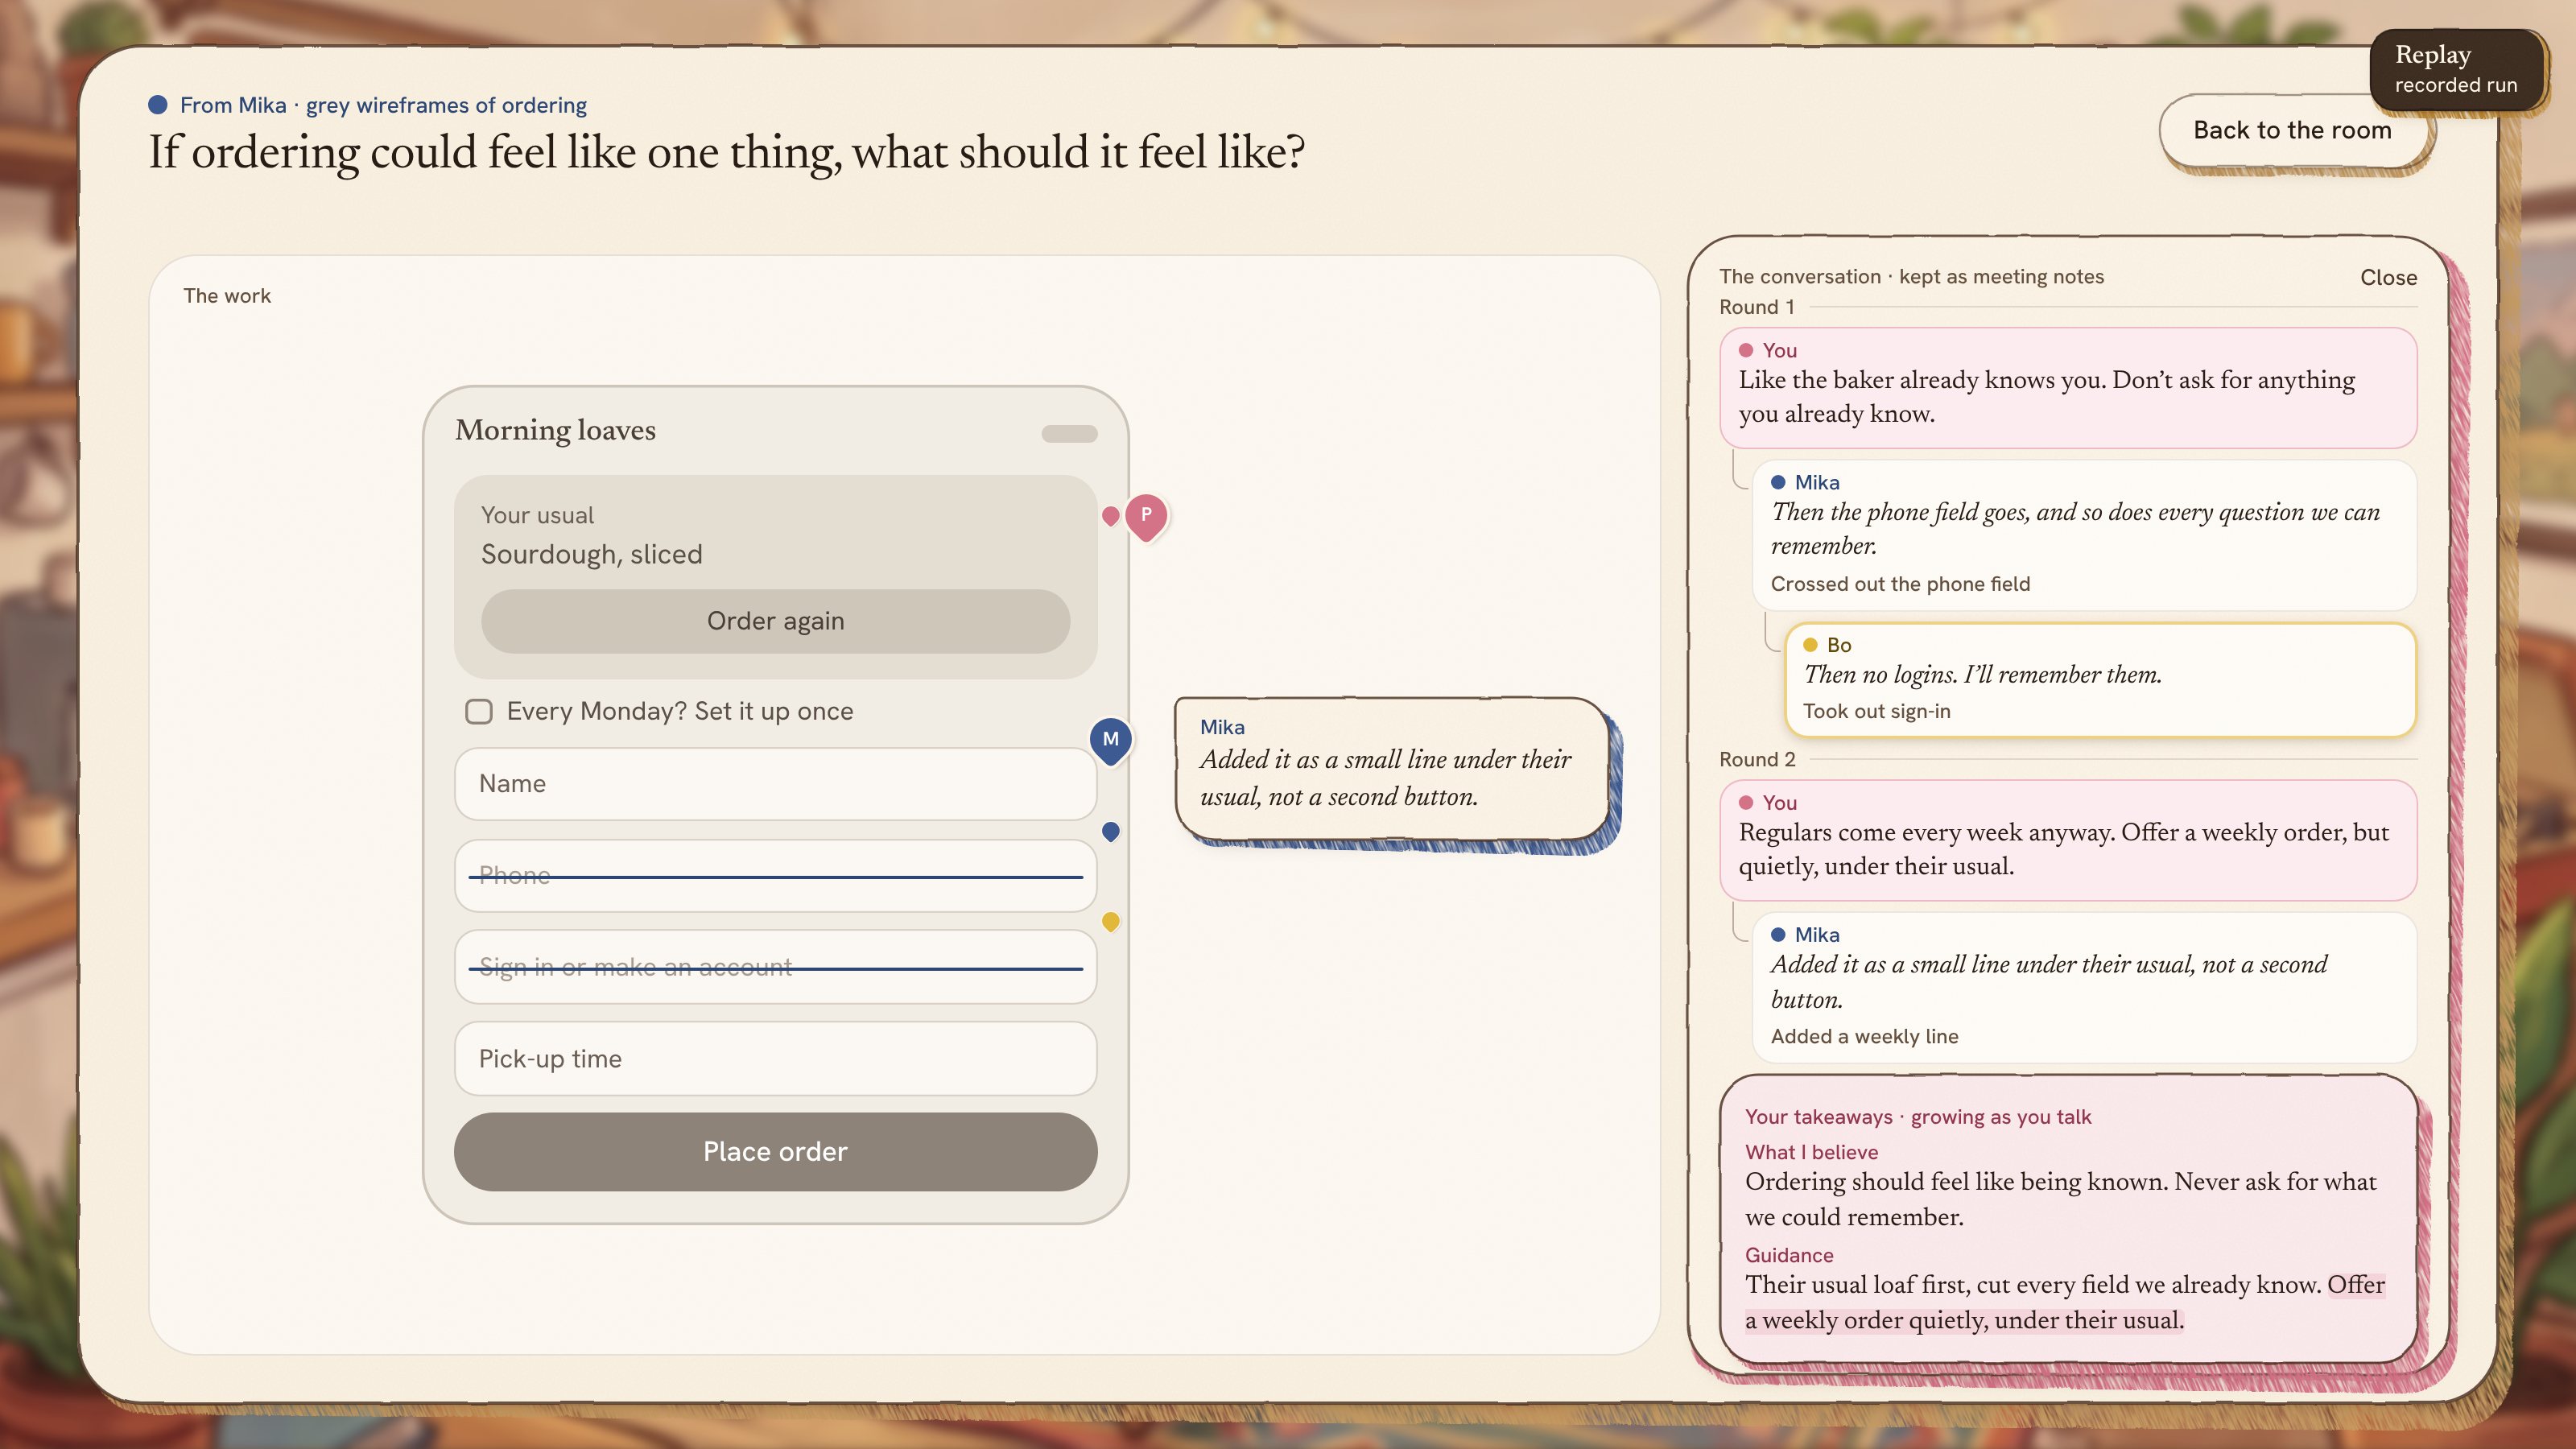 Replay
recorded run
From Mika · grey wireframes of ordering
If ordering could feel like one thing, what should it feel like?
Back to the room
The work
Morning loaves
Your usual
Sourdough, sliced
Order again
P
Every Monday? Set it up once
M
Name
Phone
Sign in or make an account
Pick-up time
Place order
Mika
Added it as a small line under their
usual, not a second button.
The conversation · kept as meeting notes
Close
Round 1
You
Like the baker already knows you. Don’t ask for anything
you already know.
Mika
Then the phone field goes, and so does every question we can
remember.
Crossed out the phone field
Bo
Then no logins. I’ll remember them.
Took out sign-in
Round 2
You
Regulars come every week anyway. Offer a weekly order, but
quietly, under their usual.
Mika
Added it as a small line under their usual, not a second
button.
Added a weekly line
Your takeaways · growing as you talk
What I believe
Ordering should feel like being known. Never ask for what
we could remember.
Guidance
Their usual loaf first, cut every field we already know. Offer
a weekly order quietly, under their usual.